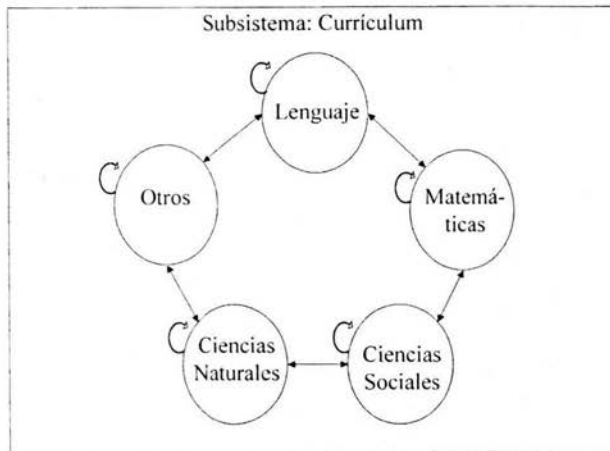 Subsistema: Currículum
Lenguaje
Otros
Matemá-
ticas
Ciencias
Naturales
Ciencias
Sociales